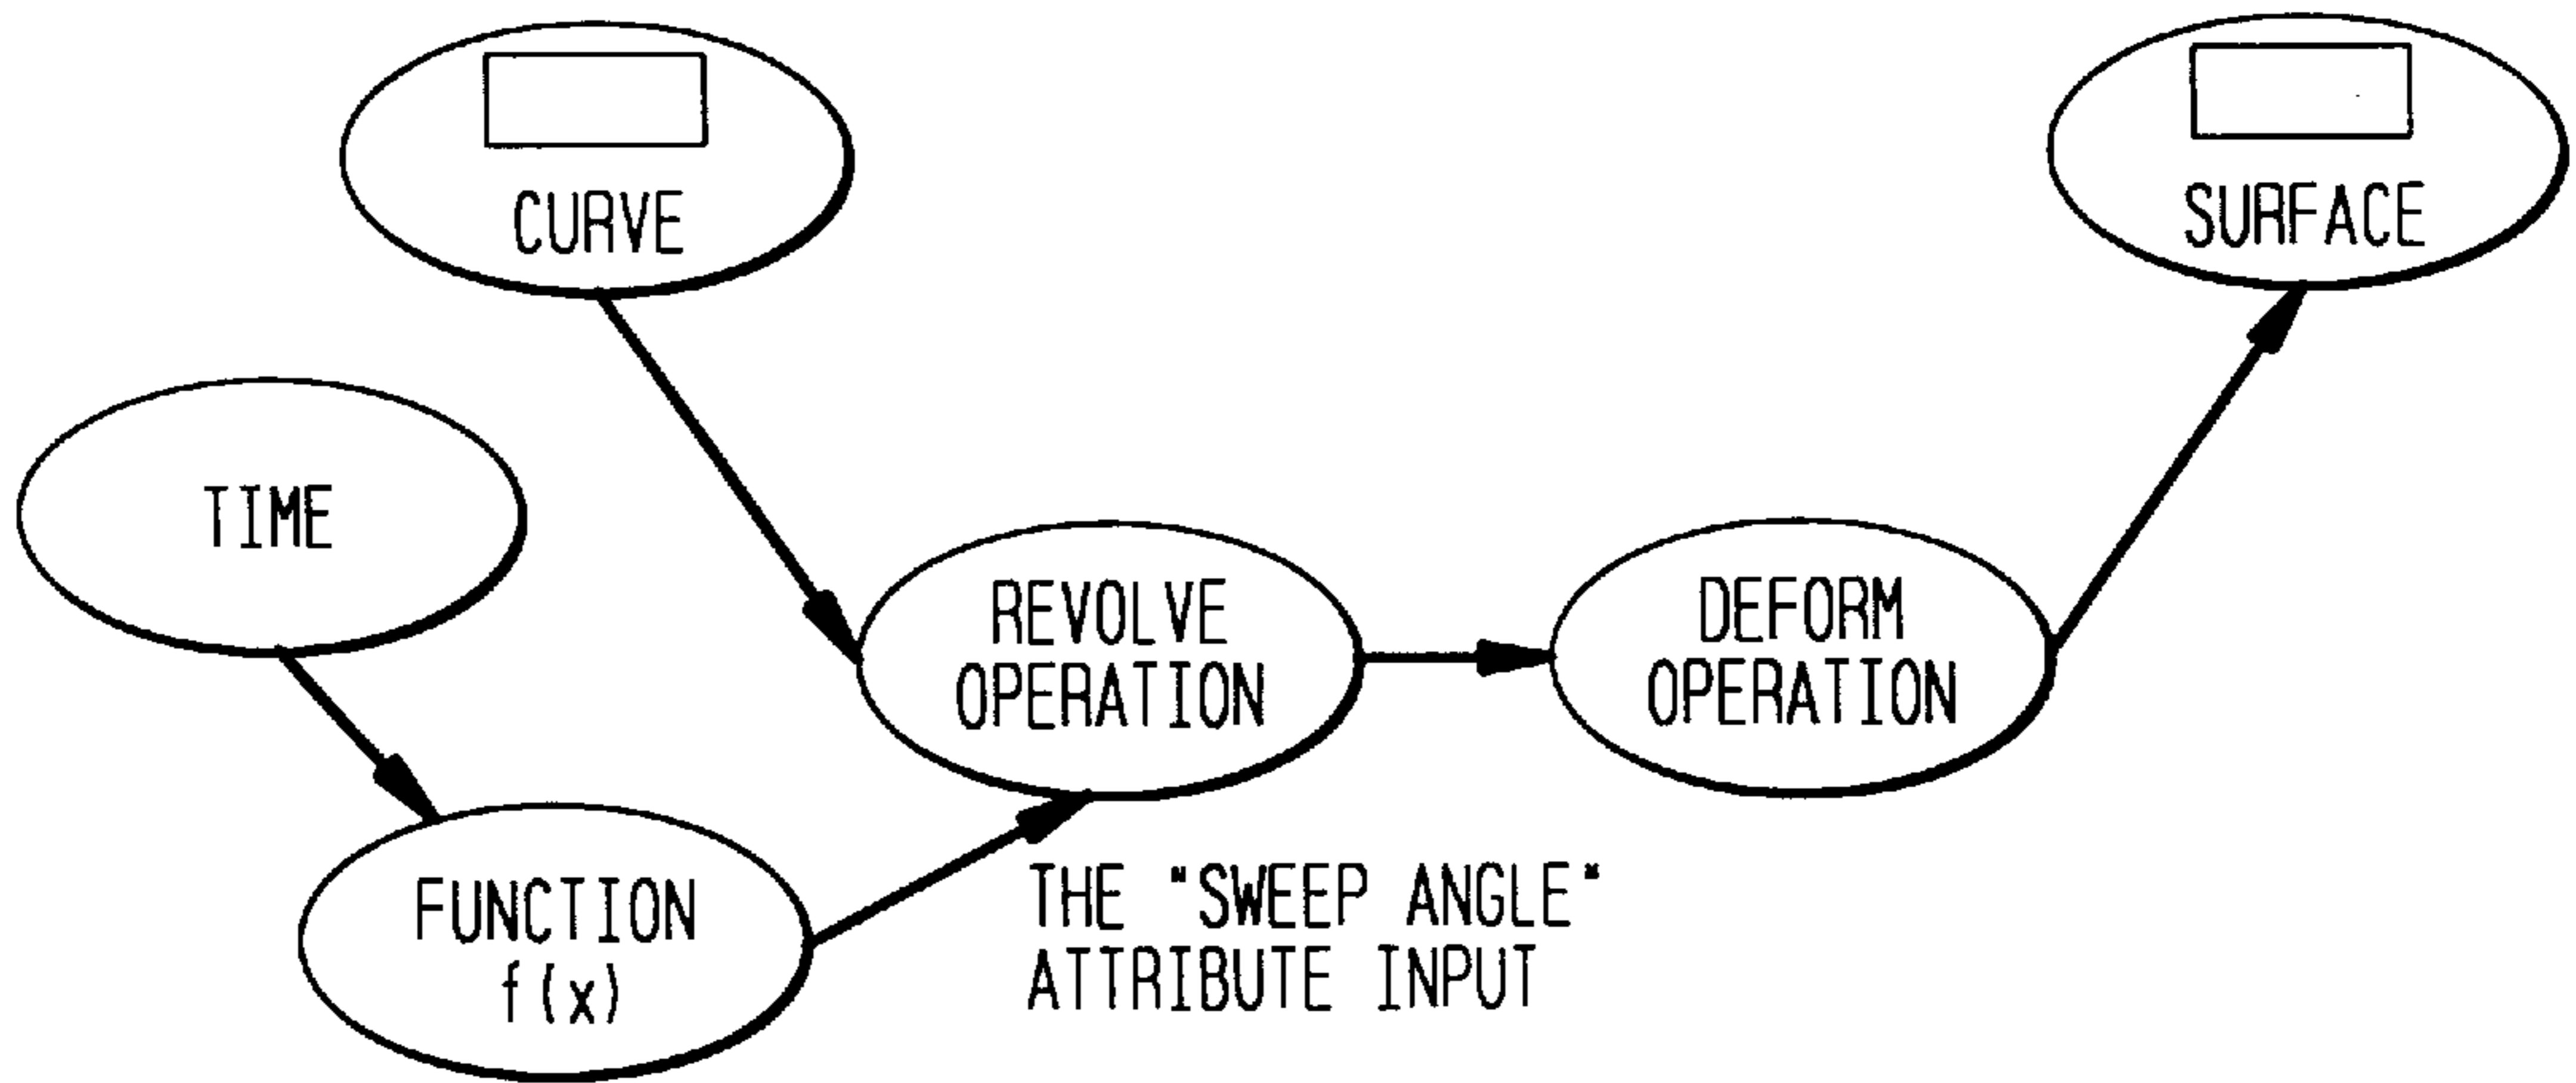 CURVE
SURFACE
TIME
REVOLVE
OPERATION
DEFORM
OPERATION
FUNCTION
f(x)
THE "SWEEP ANGLE"
ATTRIBUTE INPUT